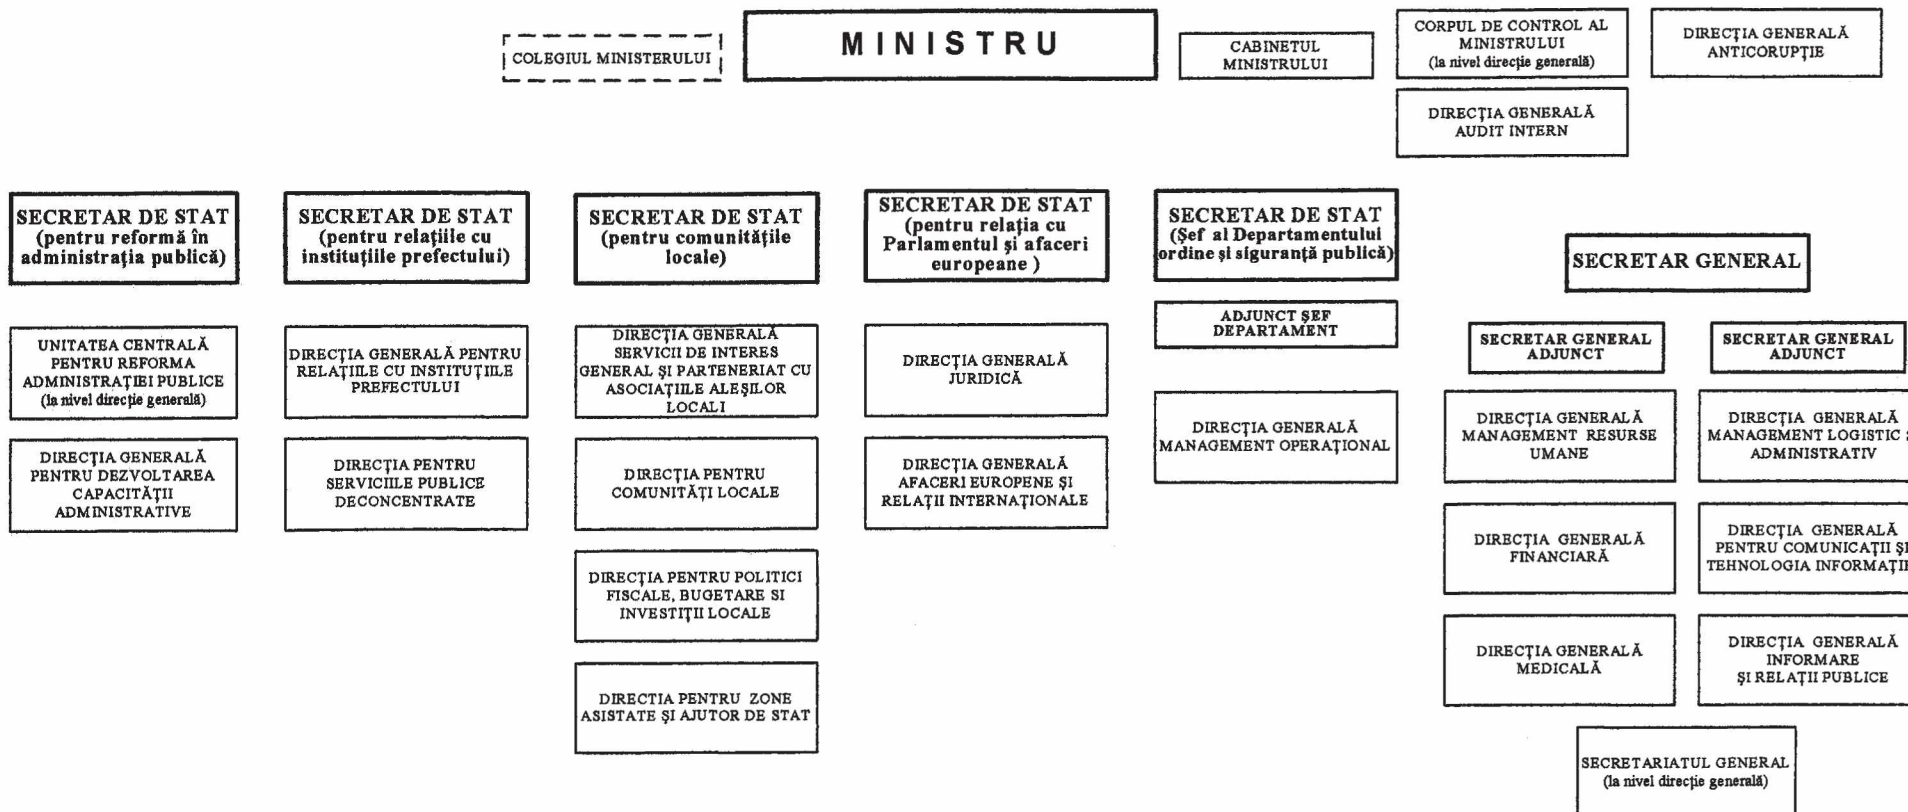 COLEGIUL MINISTERULUI
MINISTRU
CABINETUL
MINISTRULUI
CORPUL DE CONTROL AL
MINISTRULUI
(la nivel direcţie generală)
DIRECŢIA GENERALĂ
ANTICORUPŢIE
DIRECŢIA GENERALĂ
AUDIT INTERN
SECRETAR DE STAT
(pentru reformă în
administraţia publică)
SECRETAR DE STAT
(pentru relaţiile cu
instituţiile prefectului)
SECRETAR DE STAT
(pentru comunităţile
locale)
SECRETAR DE STAT
(pentru relaţia cu
Parlamentul şi afaceri
europene )
SECRETAR DE STAT
(Şef al Departamentului
ordine şi siguranţă publică)
SECRETAR GENERAL
UNITATEA CENTRALĂ
PENTRU REFORMA
ADMINISTRAŢIEI PUBLICE
(la nivel direcţie generală)
DIRECŢIA GENERALĂ
PENTRU DEZVOLTAREA
CAPACITĂŢII
ADMINISTRATIVE
DIRECŢIA GENERALĂ PENTRU
RELAŢIILE CU INSTITUŢIILE
PREFECTULUI
DIRECŢIA PENTRU
SERVICIILE PUBLICE
DECONCENTRATE
DIRECŢIA GENERALĂ
SERVICII DE INTERES
GENERAL ŞI PARTENERIAT CU
ASOCIAŢIILE ALEŞILOR
LOCALI
DIRECŢIA PENTRU
COMUNITĂŢI LOCALE
DIRECŢIA PENTRU POLITICI
FISCALE, BUGETARE SI
INVESTIŢII LOCALE
DIRECTIA PENTRU ZONE
ASISTATE ŞI AJUTOR DE STAT
DIRECŢIA GENERALĂ
JURIDICĂ
DIRECŢIA GENERALĂ
AFACERI EUROPENE ŞI
RELAŢII INTERNAŢIONALE
ADJUNCT ŞEF
DEPARTAMENT
DIRECŢIA GENERALĂ
MANAGEMENT OPERAŢIONAL
SECRETAR GENERAL
ADJUNCT
DIRECŢIA GENERALĂ
MANAGEMENT RESURSE
UMANE
DIRECŢIA GENERALĂ
FINANCIARĂ
DIRECŢIA GENERALĂ
MEDICALĂ
SECRETAR GENERAL
ADJUNCT
DIRECŢIA GENERALĂ
MANAGEMENT LOGISTIC
ADMINISTRATIV
DIRECŢIA GENERALĂ
PENTRU COMUNICAŢII ŞI
TEHNOLOGIA
DIRECŢIA GENERALĂ
INFORMARE
ŞI RELAŢII PUBLICE
SECRETARIATUL GENERAL
(la nivel direcţie generală)